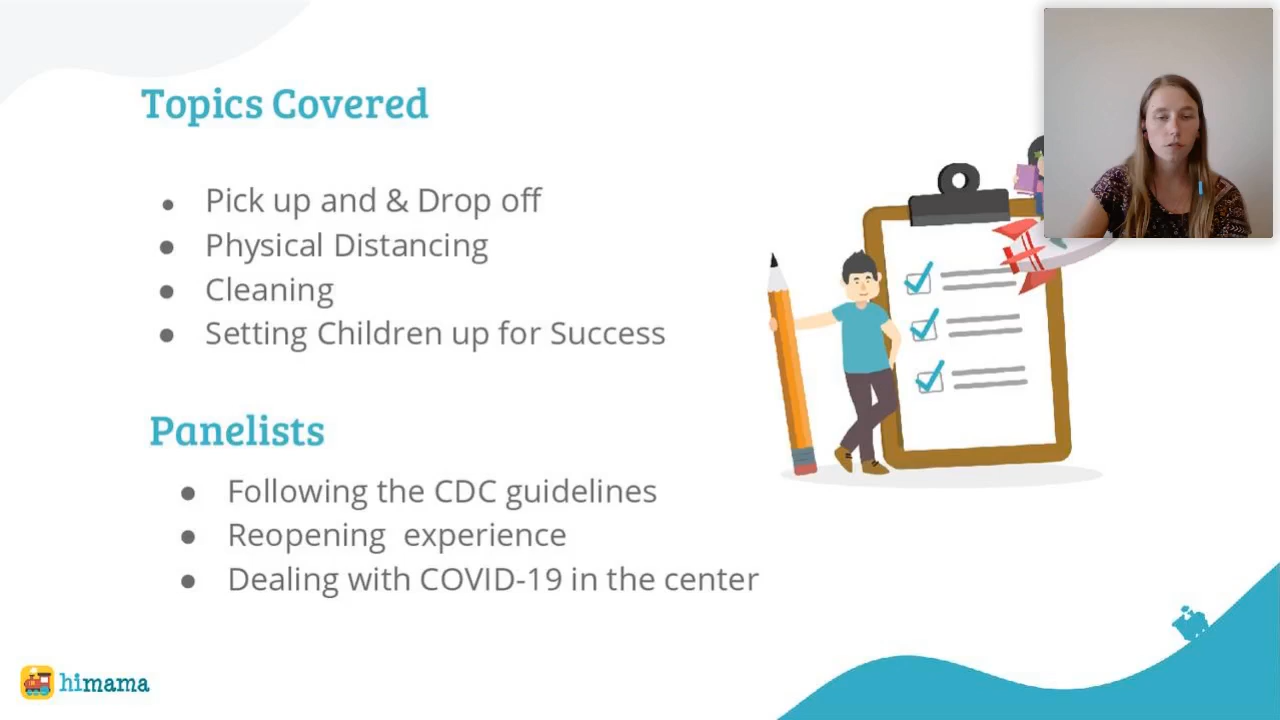 Topics Covered
Pick up and & Drop off
Physical Distancing
Cleaning
Setting Children up for Success
Panelists
Following the CDC guidelines
Reopening  experience
Dealing with COVID-19 in the center
himama